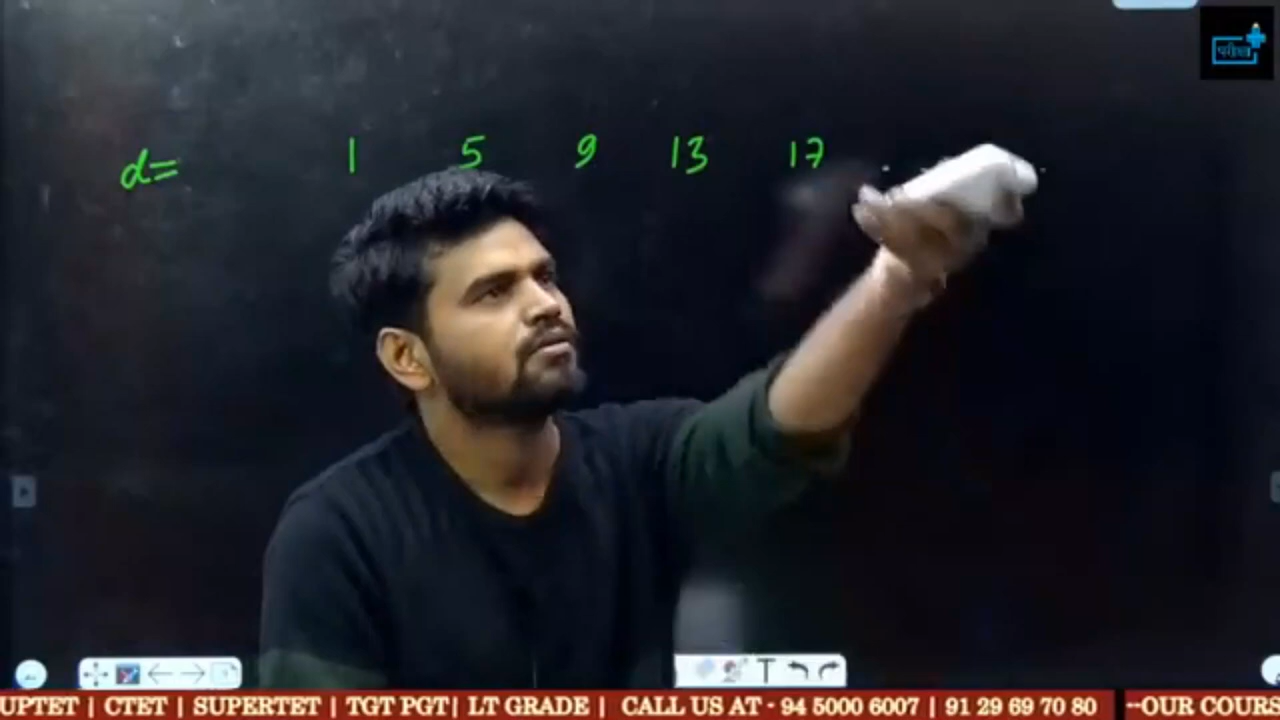 परीक्षा
d= 1 5 9 13 17
T
UPTET | CTET | SUPERTET | TGT PGT| LT GRADE | CALL US AT - 94 5000 6007 | 91 29 69 70 80 --OUR COURS